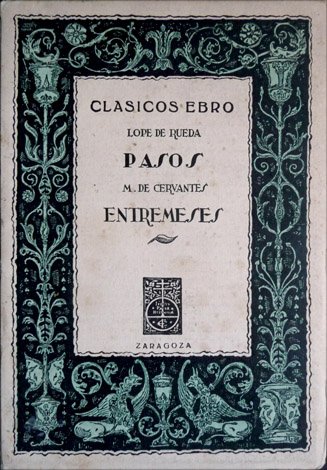 CLASICOS EBRO
LOPE DE RUEDA
PASOS
M. DE CERVANTES
ENTREMESES
ZARAGOZA